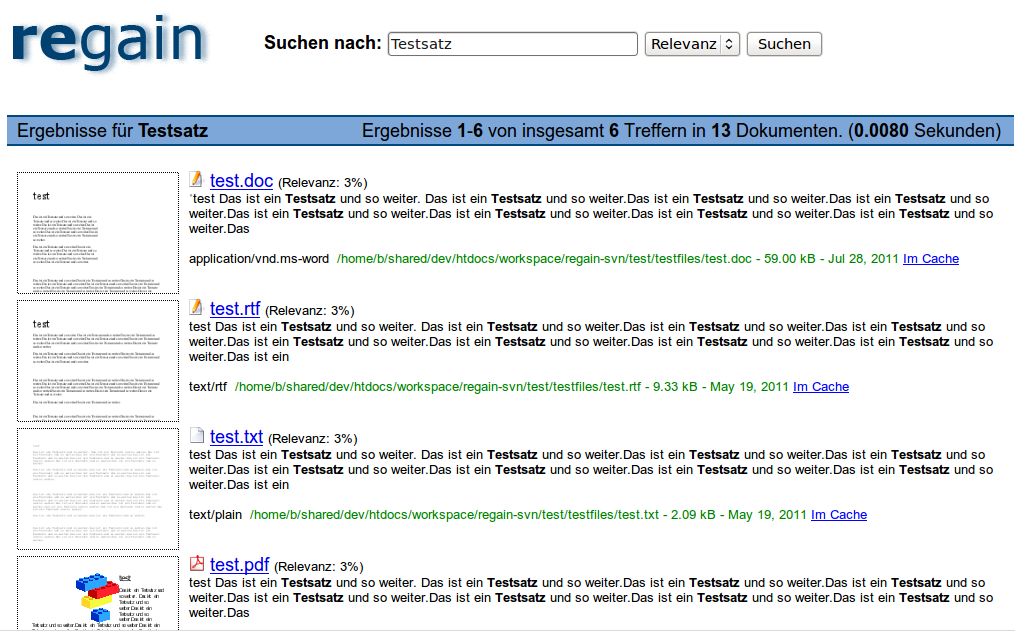 regain
Suchen nach: Testsatz Relevanz Suchen
Ergebnisse für Testsatz Ergebnisse 1-6 von insgesamt 6 Treffern in 13 Dokumenten. (0.0080 Sekunden)
test
test.doc (Relevanz: 3%)
'test Das ist ein Testsatz und so weiter. Das ist ein Testsatz und so weiter.Das ist ein Testsatz und so weiter.Das ist ein Testsatz und so
weiter.Das ist ein Testsatz und so weiter.Das ist ein Testsatz und so weiter.Das ist ein Testsatz und so weiter.Das ist ein Testsatz und so
weiter.Das
application/vnd.ms-word /home/b/shared/dev/htdocs/workspace/regain-svn/test/testfiles/test.doc - 59.00 kB - Jul 28, 2011 Im Cache
test
test.rtf (Relevanz: 3%)
test Das ist ein Testsatz und so weiter. Das ist ein Testsatz und so weiter.Das ist ein Testsatz und so weiter.Das ist ein Testsatz und so
weiter.Das ist ein Testsatz und so weiter.Das ist ein Testsatz und so weiter.Das ist ein Testsatz und so weiter.Das ist ein Testsatz und so
weiter.Das ist ein
text/rtf /home/b/shared/dev/htdocs/workspace/regain-svn/test/testfiles/test.rtf - 9.33 kB - May 19, 2011 Im Cache
test.txt (Relevanz: 3%)
test Das ist ein Testsatz und so weiter. Das ist ein Testsatz und so weiter.Das ist ein Testsatz und so weiter.Das ist ein Testsatz und so
weiter.Das ist ein Testsatz und so weiter.Das ist ein Testsatz und so weiter.Das ist ein Testsatz und so weiter.Das ist ein Testsatz und so
weiter.Das ist ein
text/plain /home/b/shared/dev/htdocs/workspace/regain-svn/test/testfiles/test.txt - 2.09 kB - May 19, 2011 Im Cache
test
test.pdf (Relevanz: 3%)
test Das ist ein Testsatz und so weiter. Das ist ein Testsatz und so weiter.Das ist ein Testsatz und so weiter.Das ist ein Testsatz und so
weiter.Das ist ein Testsatz und so weiter.Das ist ein Testsatz und so weiter.Das ist ein Testsatz und so weiter.Das ist ein Testsatz und so
weiter.Das